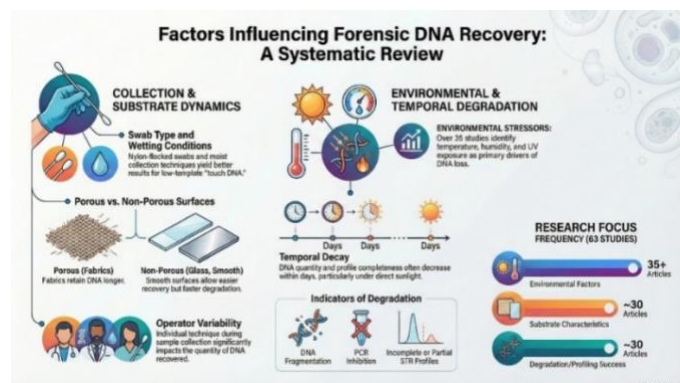 Factors Influencing Forensic DNA Recovery:
A Systematic Review
COLLECTION &
SUBSTRATE DYNAMICS
Swab Type and
Wetting Conditions
Nylon-flocked swabs and moist
collection techniques yield better
results for low-template "touch DNA."
Porous vs. Non-Porous Surfaces
Porous (Fabrics)
Fabrics retain DNA longer.
Non-Porous (Glass, Smooth)
Smooth surfaces allow easier
recovery but faster degradation.
Operator Variability
Individual technique during
sample collection significantly
impacts the quantity of DNA
recovered.
ENVIRONMENTAL &
TEMPORAL DEGRADATION
ENVIRONMENTAL STRESSORS:
Over 35 studies identify
temperature, humidity, and UV
exposure as primary drivers of
DNA loss.
Days Days Days
Temporal Decay
DNA quantity and profile completeness often decrease
within days, particularly under direct sunlight.
Indicators of Degradation
DNA
Fragmentation
PCR
Inhibition
Incomplete or Partial
STR Profiles
RESEARCH FOCUS
FREQUENCY (63 STUDIES)
35+
Articles
Environmental Factors
~30
Articles
Substrate Characteristics
~30
Articles
Degradation/Profiling Success